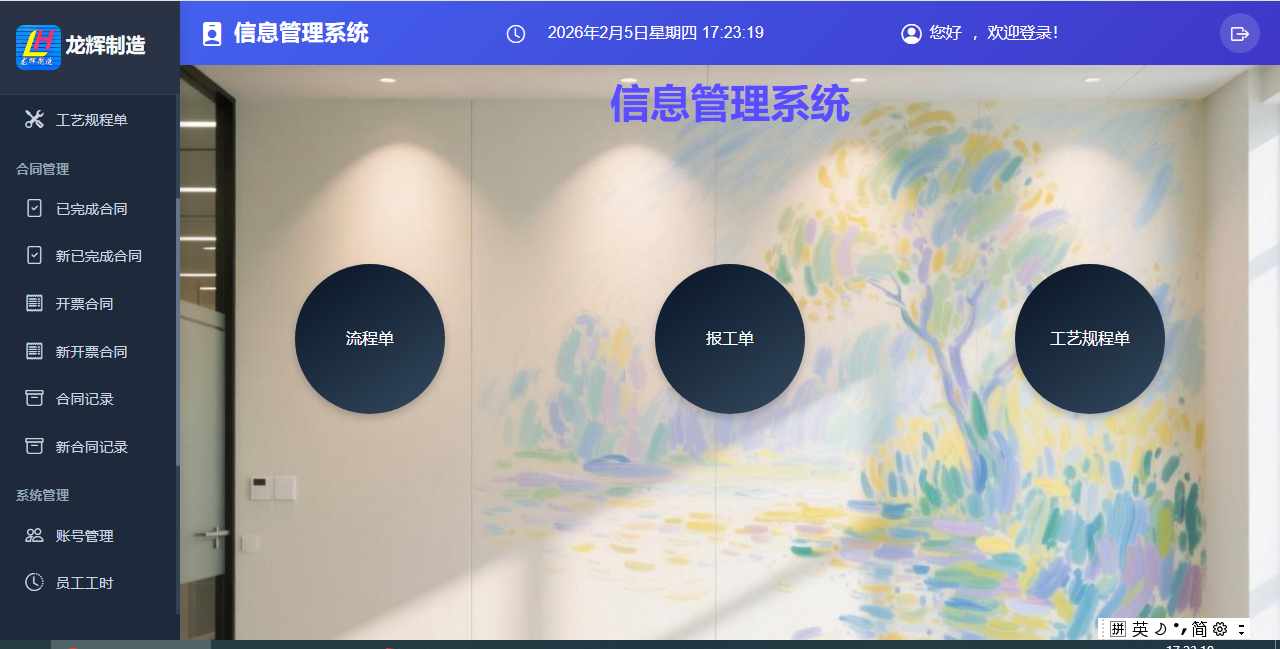 龙辉制造
信息管理系统
2026年2月5日星期四 17:23:19
您好 ，欢迎登录！
工艺规程单
合同管理
已完成合同
新已完成合同
开票合同
新开票合同
合同记录
新合同记录
系统管理
账号管理
员工工时
信息管理系统
流程单
报工单
工艺规程单
拼 英 简